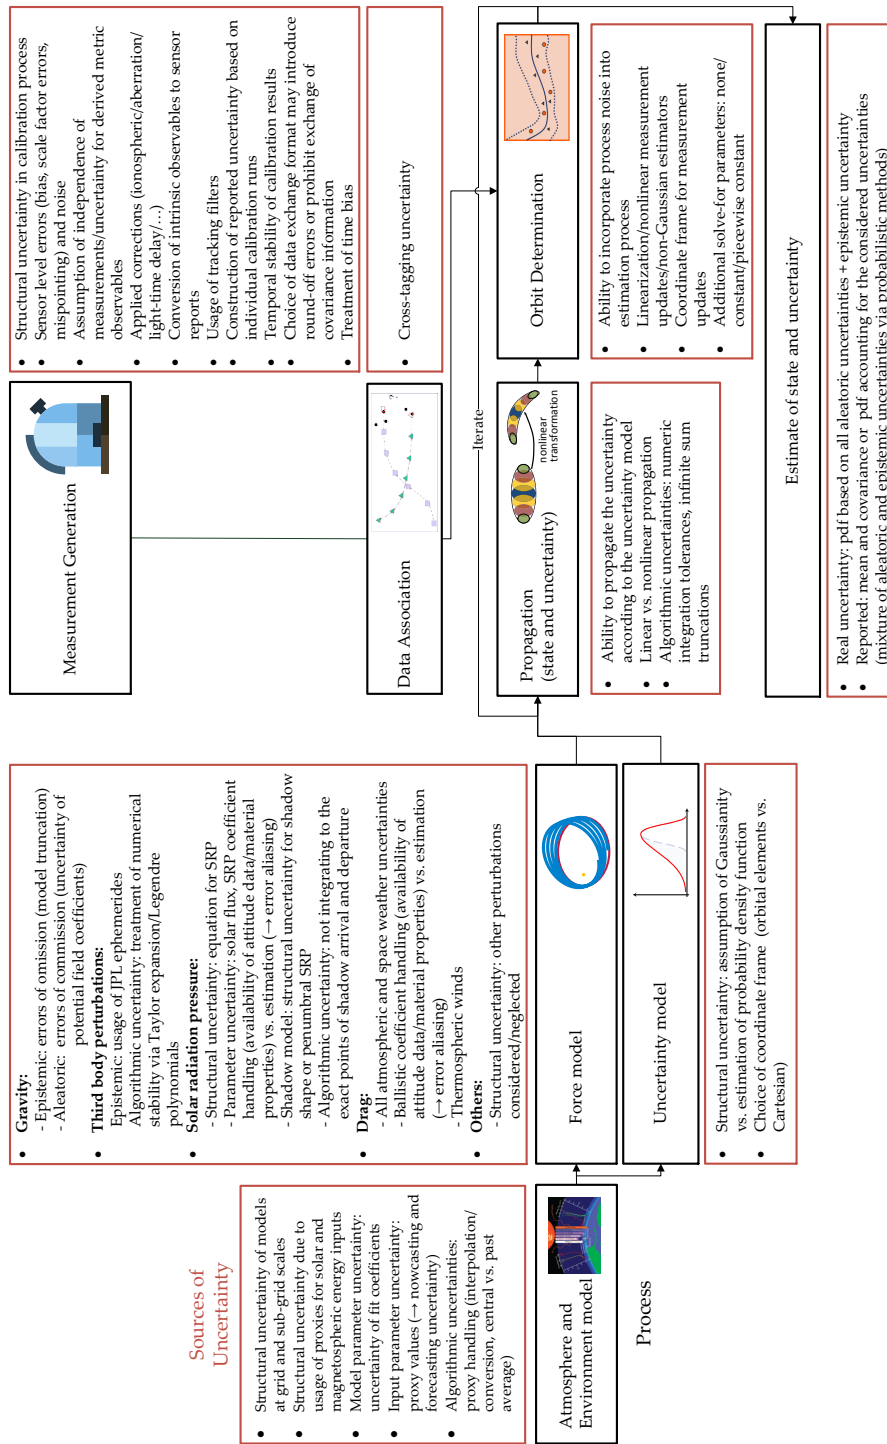 Sources of
Uncertainty
• Structural uncertainty of models
at grid and sub-grid scales
• Structural uncertainty due to
usage of proxies for solar and
magnetospheric energy inputs
• Model parameter uncertainty:
uncertainty of fit coefficients
• Input parameter uncertainty:
proxy values (→ nowcasting and
forecasting uncertainty)
• Algorithmic uncertainties:
proxy handling (interpolation/
conversion, central vs. past
average)
Atmosphere and
Environment model
Process
• Gravity:
- Epistemic: errors of omission (model truncation)
- Aleatoric: errors of commission (uncertainty of
potential field coefficients)
• Third body perturbations:
Epistemic: usage of JPL ephemerides
Algorithmic uncertainty: treatment of numerical
stability via Taylor expansion/Legendre
polynomials
• Solar radiation pressure:
- Structural uncertainty: equation for SRP
- Parameter uncertainty: solar flux, SRP coefficient
handling (availability of attitude data/material
properties) vs. estimation (→ error aliasing)
- Shadow model: structural uncertainty for shadow
shape or penumbral SRP
- Algorithmic uncertainty: not integrating to the
exact points of shadow arrival and departure
• Drag:
- All atmospheric and space weather uncertainties
- Ballistic coefficient handling (availability of
attitude data/material properties) vs. estimation
(→ error aliasing)
- Thermospheric winds
• Others:
- Structural uncertainty: other perturbations
considered/neglected
Force model
Uncertainty model
• Structural uncertainty: assumption of Gaussianity
vs. estimation of probability density function
• Choice of coordinate frame (orbital elements vs.
Cartesian)
Measurement Generation
• Structural uncertainty in calibration process
• Sensor level errors (bias, scale factor errors,
mispointing) and noise
• Assumption of independence of
measurements/uncertainty for derived metric
observables
• Applied corrections (ionospheric/aberration/
light-time delay/…)
• Conversion of intrinsic observables to sensor
reports
• Usage of tracking filters
• Construction of reported uncertainty based on
individual calibration runs
• Temporal stability of calibration results
• Choice of data exchange format may introduce
round-off errors or prohibit exchange of
covariance information
• Treatment of time bias
Data Association
• Cross-tagging uncertainty
Iterate
Propagation
(state and uncertainty)
nonlinear
transformation
• Ability to propagate the uncertainty
according to the uncertainty model
• Linear vs. nonlinear propagation
• Algorithmic uncertainties: numeric
integration tolerances, infinite sum
truncations
Orbit Determination
• Ability to incorporate process noise into
estimation process
• Linearization/nonlinear measurement
updates/non-Gaussian estimators
• Coordinate frame for measurement
updates
• Additional solve-for parameters: none/
constant/piecewise constant
Estimate of state and uncertainty
• Real uncertainty: pdf based on all aleatoric uncertainties + epistemic uncertainty
• Reported: mean and covariance or pdf accounting for the considered uncertainties
(mixture of aleatoric and epistemic uncertainties via probabilistic methods)